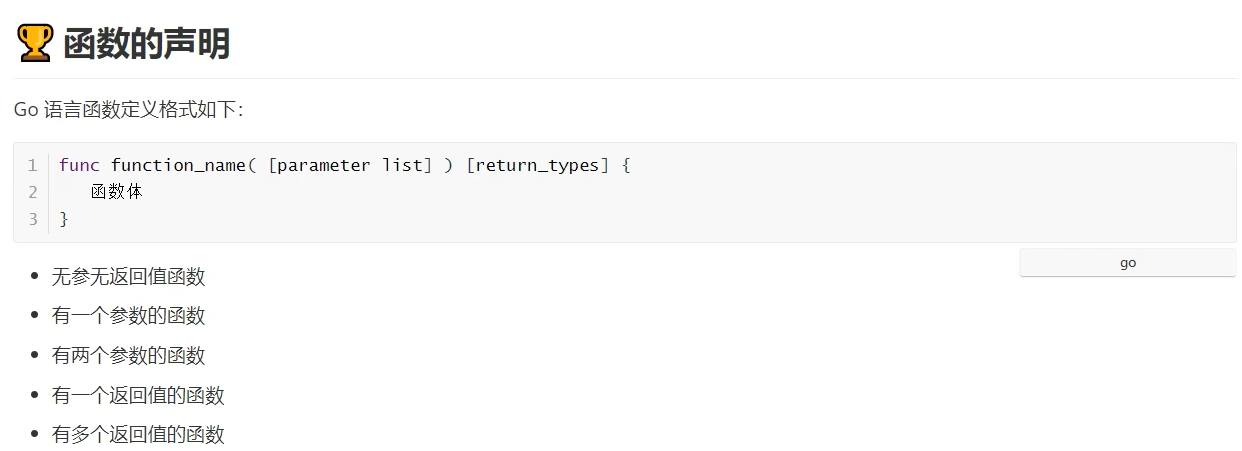 🏆 函数的声明
Go 语言函数定义格式如下：
1 func function_name( [parameter list] ) [return_types] {
2    函数体
3 }
go
• 无参无返回值函数
• 有一个参数的函数
• 有两个参数的函数
• 有一个返回值的函数
• 有多个返回值的函数